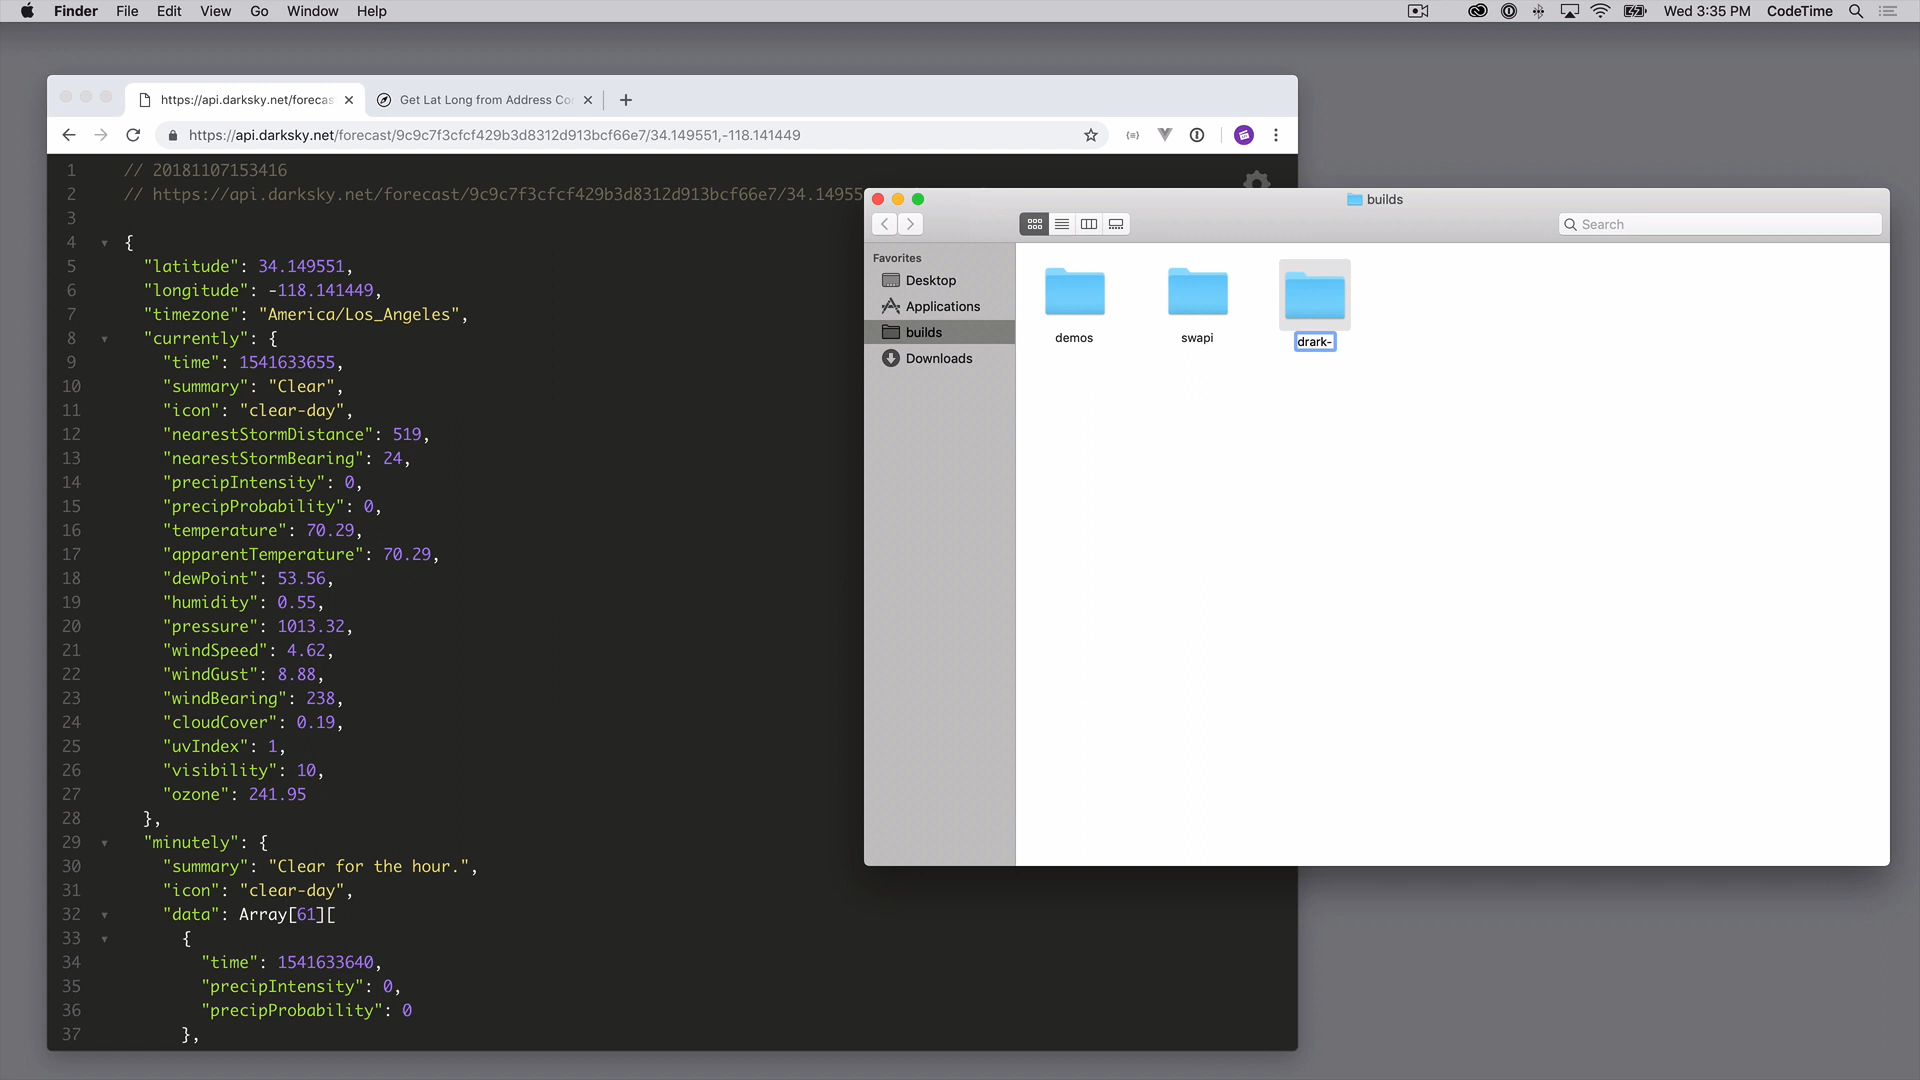 Finder File Edit View Go Window Help
Wed 3:35 PM CodeTime
https://api.darksky.net/forecas
Get Lat Long from Address Co
https://api.darksky.net/forecast/9c9c7f3cfcf429b3d8312d913bcf66e7/34.149551,-118.141449
1 // 20181107153416
2 // https://api.darksky.net/forecast/9c9c7f3cfcf429b3d8312d913bcf66e7/34.14955
3
4 {
5 "latitude": 34.149551,
6 "longitude": -118.141449,
7 "timezone": "America/Los_Angeles",
8 "currently": {
9 "time": 1541633655,
10 "summary": "Clear",
11 "icon": "clear-day",
12 "nearestStormDistance": 519,
13 "nearestStormBearing": 24,
14 "precipIntensity": 0,
15 "precipProbability": 0,
16 "temperature": 70.29,
17 "apparentTemperature": 70.29,
18 "dewPoint": 53.56,
19 "humidity": 0.55,
20 "pressure": 1013.32,
21 "windSpeed": 4.62,
22 "windGust": 8.88,
23 "windBearing": 238,
24 "cloudCover": 0.19,
25 "uvIndex": 1,
26 "visibility": 10,
27 "ozone": 241.95
28 },
29 "minutely": {
30 "summary": "Clear for the hour.",
31 "icon": "clear-day",
32 "data": Array[61][
33 {
34 "time": 1541633640,
35 "precipIntensity": 0,
36 "precipProbability": 0
37 },
builds
Search
Favorites
Desktop
Applications
builds
Downloads
demos
swapi
drark-